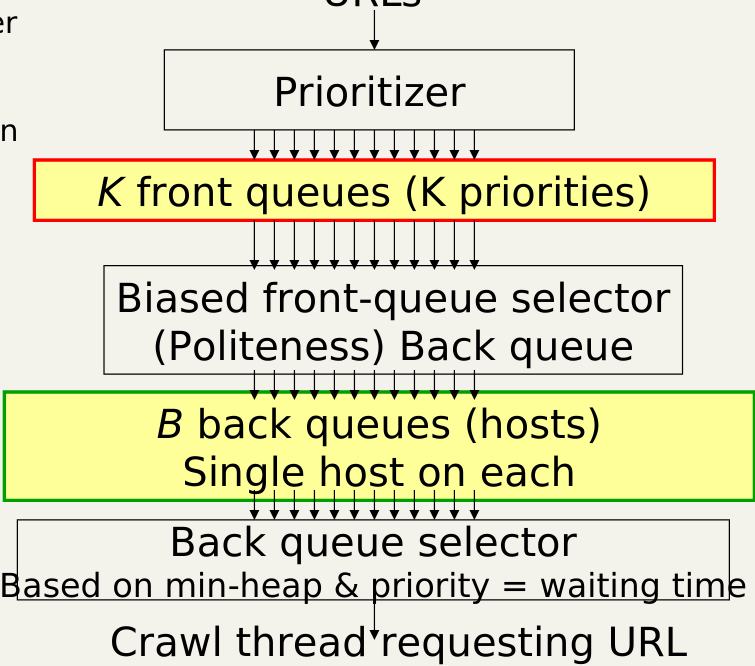 URLs
er
Prioritizer
n
K front queues (K priorities)
Biased front-queue selector
(Politeness) Back queue
B back queues (hosts)
Single host on each
Back queue selector
Based on min-heap & priority = waiting time
Crawl thread requesting URL